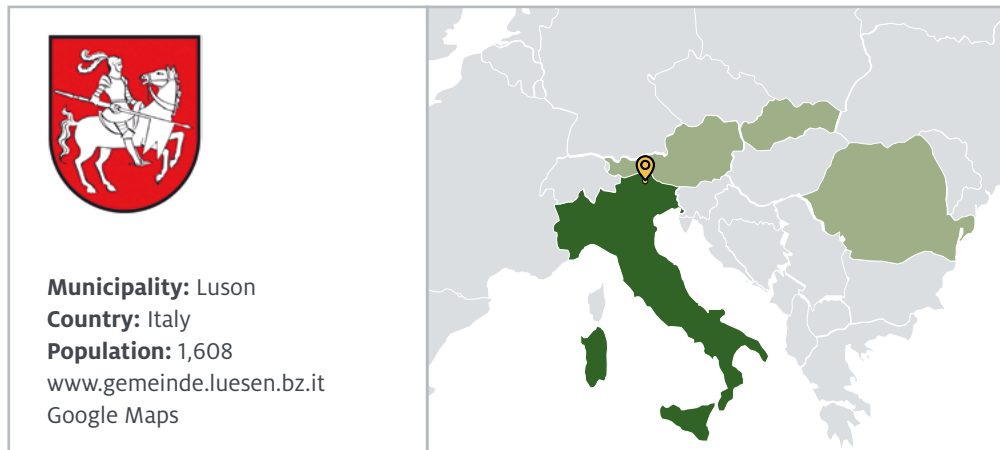 Municipality: Luson
Country: Italy
Population: 1,608
www.gemeinde.luesen.bz.it
Google Maps